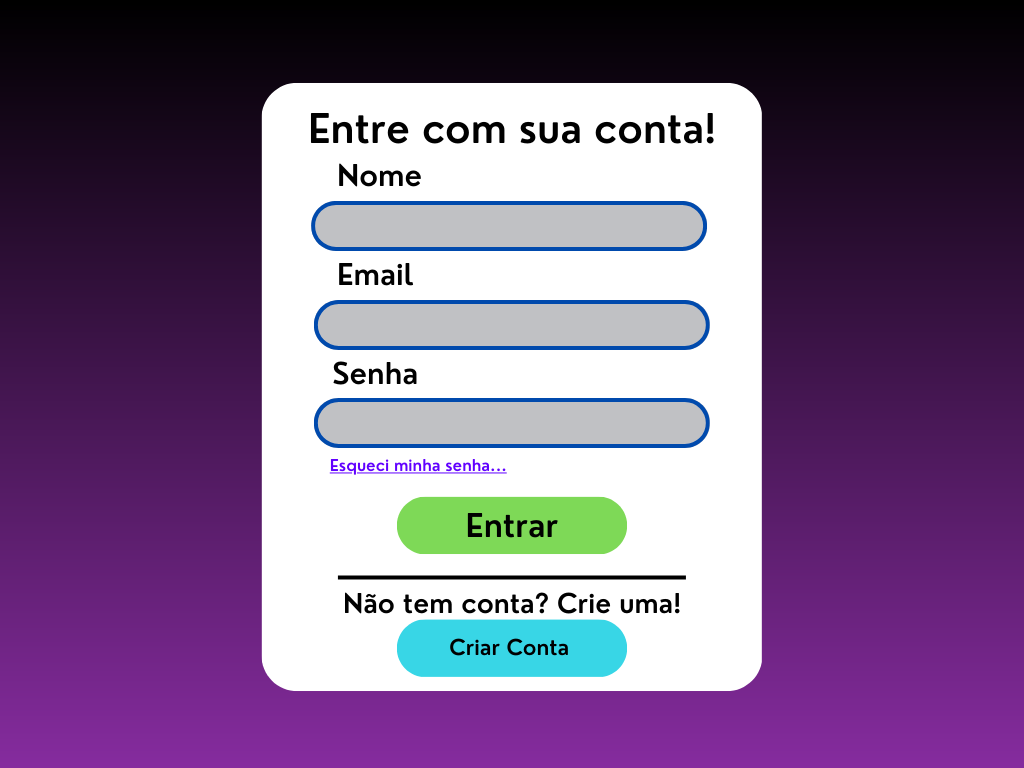 Entre com sua conta!
Nome
Email
Senha
Esqueci minha senha...
Entrar
Não tem conta? Crie uma!
Criar Conta